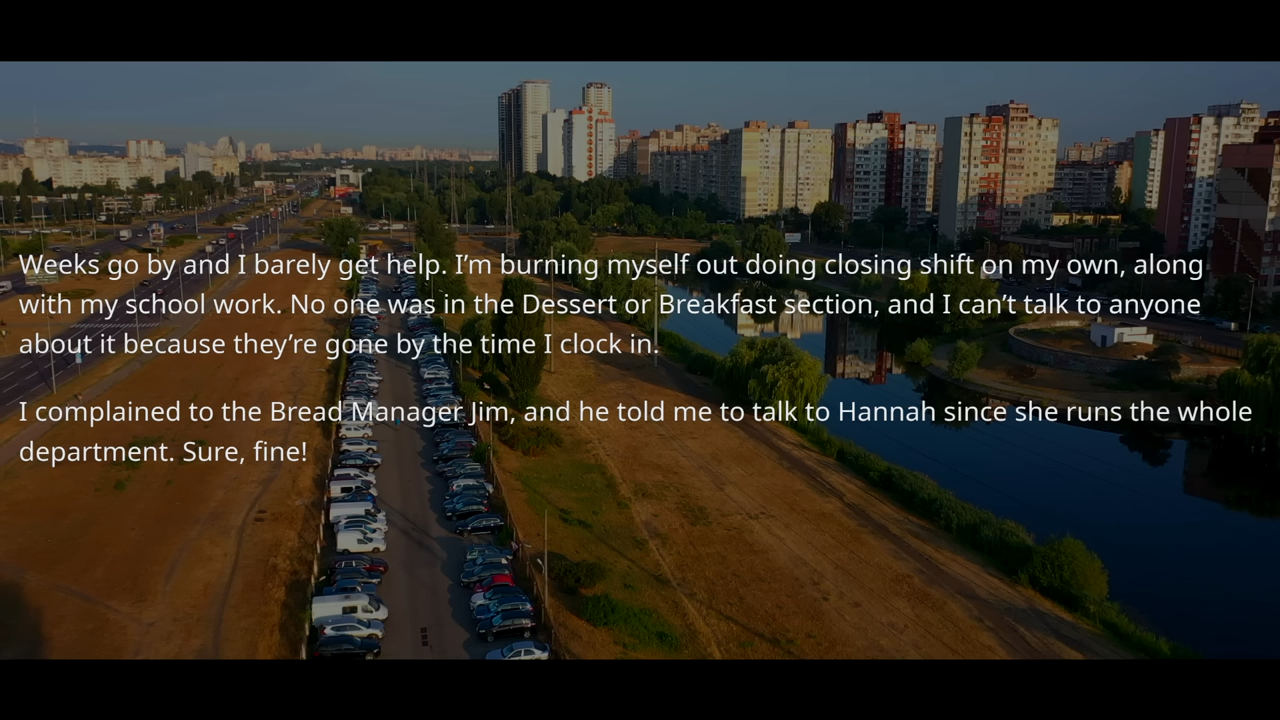 Weeks go by and I barely get help. I’m burning myself out doing closing shift on my own, along
with my school work. No one was in the Dessert or Breakfast section, and I can’t talk to anyone
about it because they’re gone by the time I clock in.
I complained to the Bread Manager Jim, and he told me to talk to Hannah since she runs the whole
department. Sure, fine!